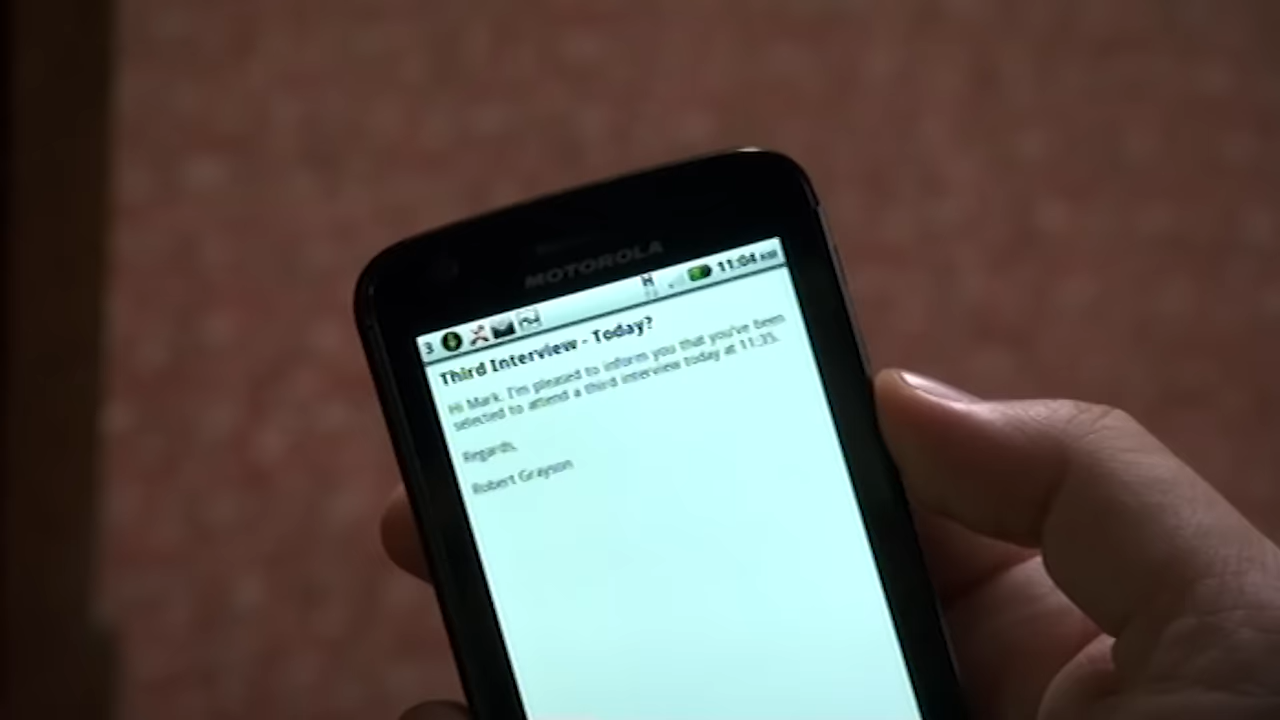 MOTOROLA
3 11:04 AM
Third Interview - Today?
Hi Mark. I'm pleased to inform you that you've been
selected to attend a third interview today at 11:35.
Regards,
Robert Grayson